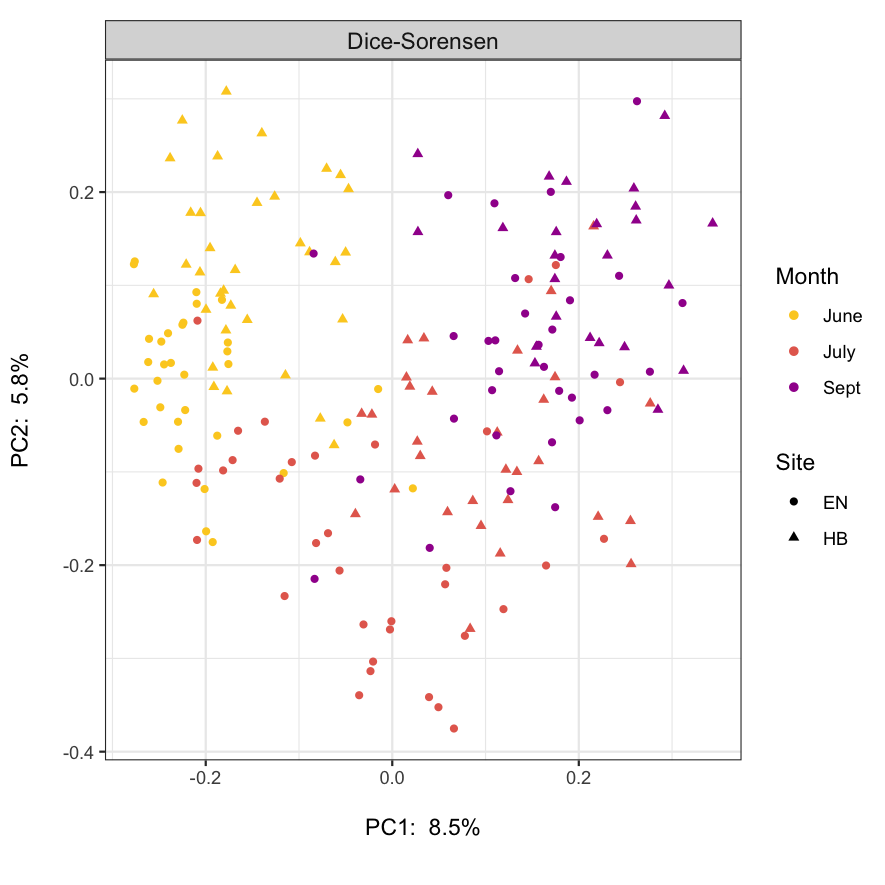 Dice-Sorensen
0.2
0.0
-0.2
-0.4
PC2: 5.8%
-0.2
0.0
0.2
PC1: 8.5%
Month
June
July
Sept
Site
EN
HB